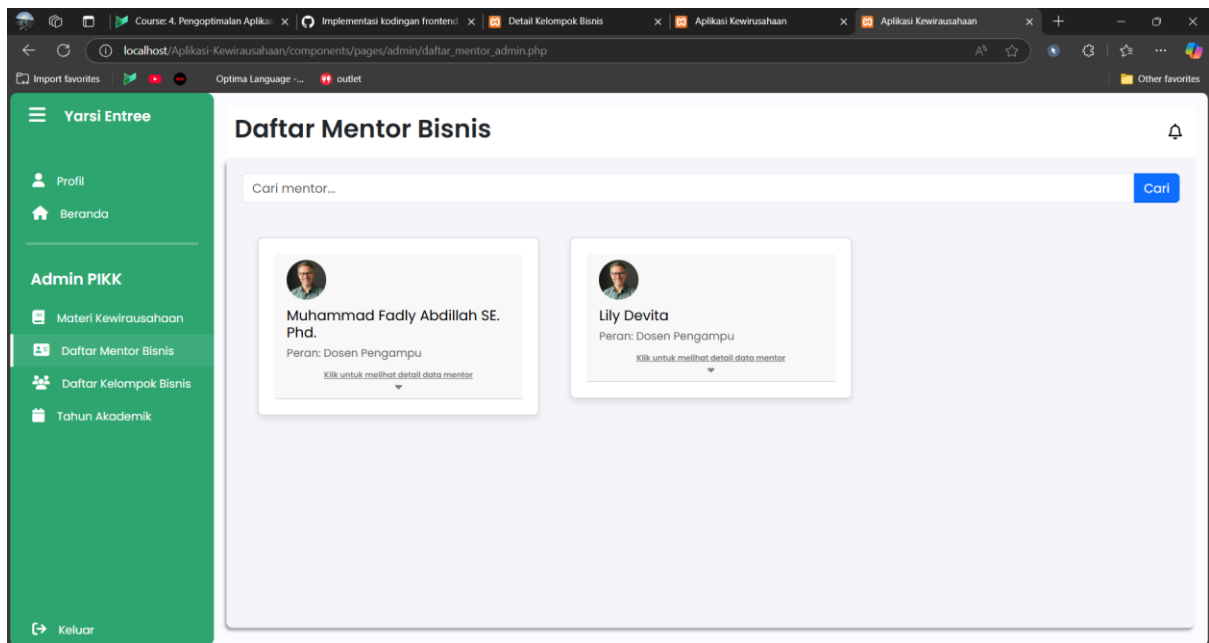 Course: 4. Pengoptimalan Aplikas
Implementasi kodingan frontend
Detail Kelompok Bisnis
Aplikasi Kewirusahaan
Aplikasi Kewirausahaan
localhost/Aplikasi-Kewirausahaan/components/pages/admin/daftar_mentor_admin.php
Import favorites
Optima Language -...
outlet
Other favorites
Yarsi Entree
Profil
Beranda
Admin PIKK
Materi Kewirausahaan
Daftar Mentor Bisnis
Daftar Kelompok Bisnis
Tahun Akademik
Keluar
Daftar Mentor Bisnis
Cari mentor...
Cari
Muhammad Fadly Abdillah SE.
Phd.
Peran: Dosen Pengampu
Klik untuk melihat detail data mentor
Lily Devita
Peran: Dosen Pengampu
Klik untuk melihat detail data mentor